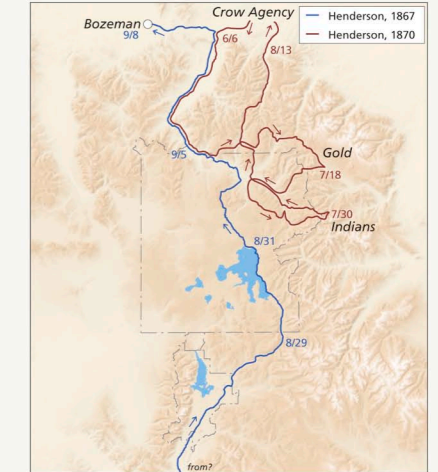 Crow Agency
Henderson, 1867
Henderson, 1870
Bozeman
9/8
6/6
8/13
9/5
Gold
7/18
7/30
Indians
8/31
8/29
from?